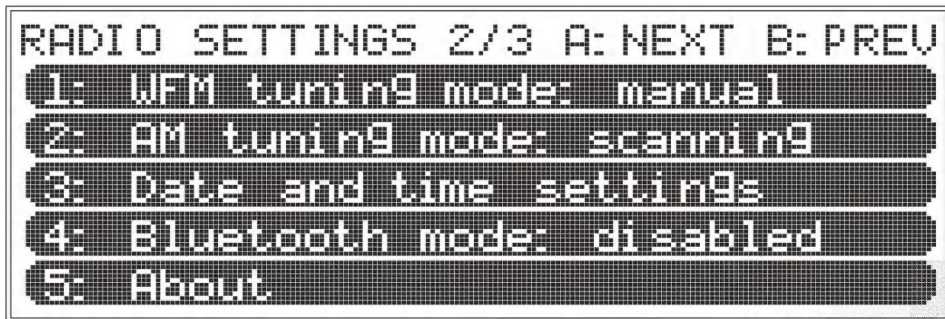 RADIO SETTINGS 2/3 A: NEXT B: PREV
1: WFM tuning mode: manual
2: AM tuning mode: scanning
3: Date and time settings
4: Bluetooth mode: disabled
5: About